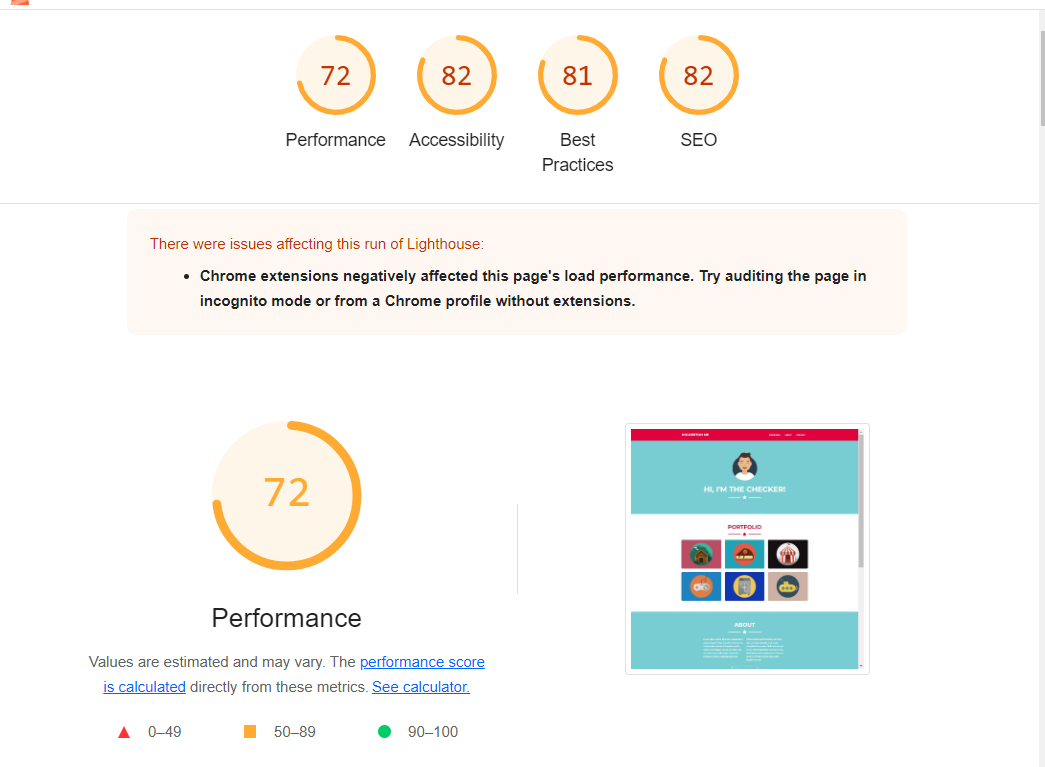 72
82
81
82
Performance
Accessibility
Best
Practices
SEO
There were issues affecting this run of Lighthouse:
Chrome extensions negatively affected this page's load performance. Try auditing the page in
incognito mode or from a Chrome profile without extensions.
72
Performance
Values are estimated and may vary. The performance score
is calculated directly from these metrics. See calculator.
0–49
50–89
90–100
HI, I'M THE CHECKER!
PORTFOLIO
ABOUT